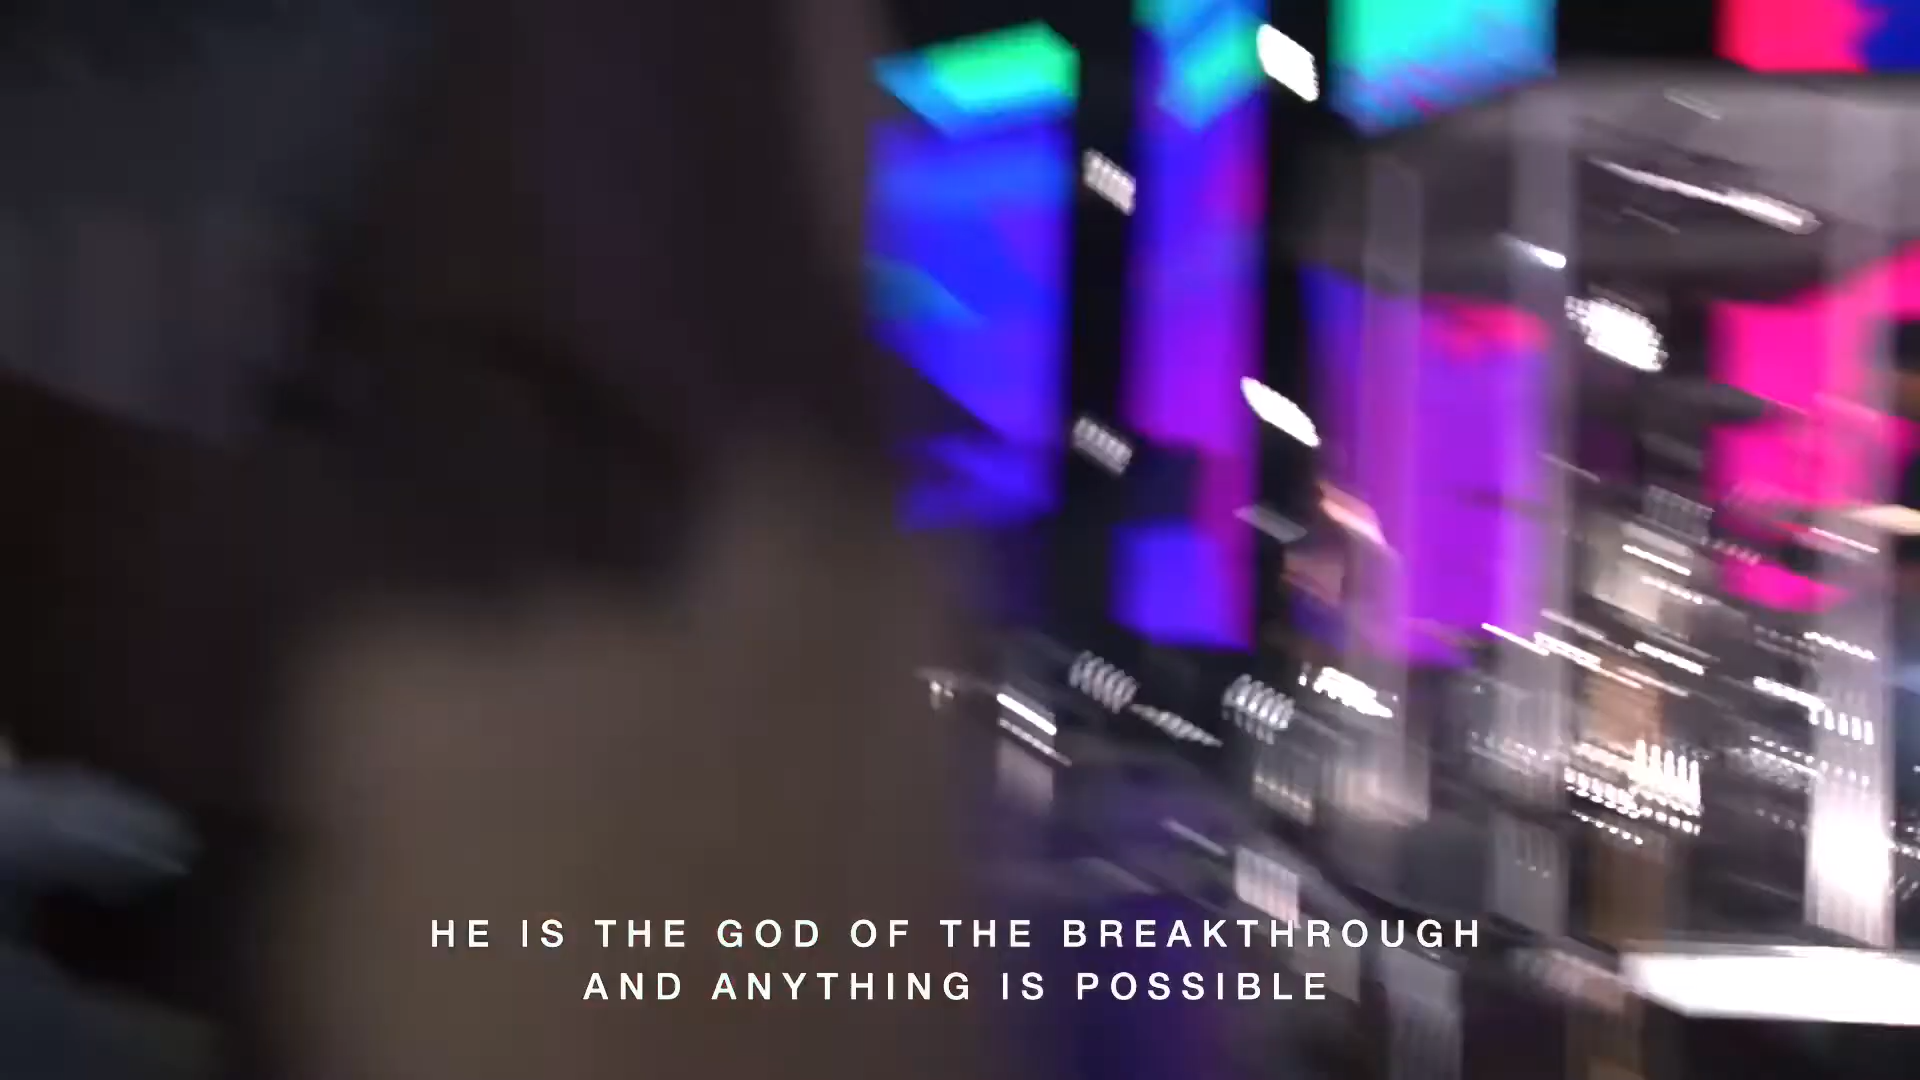 HE IS THE GOD OF THE BREAKTHROUGH
AND ANYTHING IS POSSIBLE